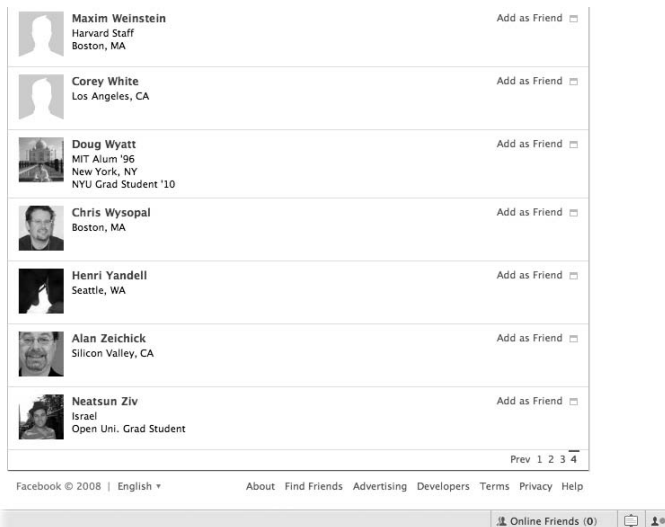 Maxim Weinstein
Add as Friend
Harvard Staff
Boston, MA
Corey White
Add as Friend
Los Angeles, CA
Doug Wyatt
Add as Friend
MIT Alum '96
New York, NY
NYU Grad Student '10
Chris Wysopal
Add as Friend
Boston, MA
Henri Yandell
Add as Friend
Seattle, WA
Alan Zeichick
Add as Friend
Silicon Valley, CA
Neatsun Ziv
Add as Friend
Israel
Open Uni. Grad Student
Prev 1 2 3 4
Facebook © 2008 | English
About Find Friends Advertising Developers Terms Privacy Help
Online Friends (0)